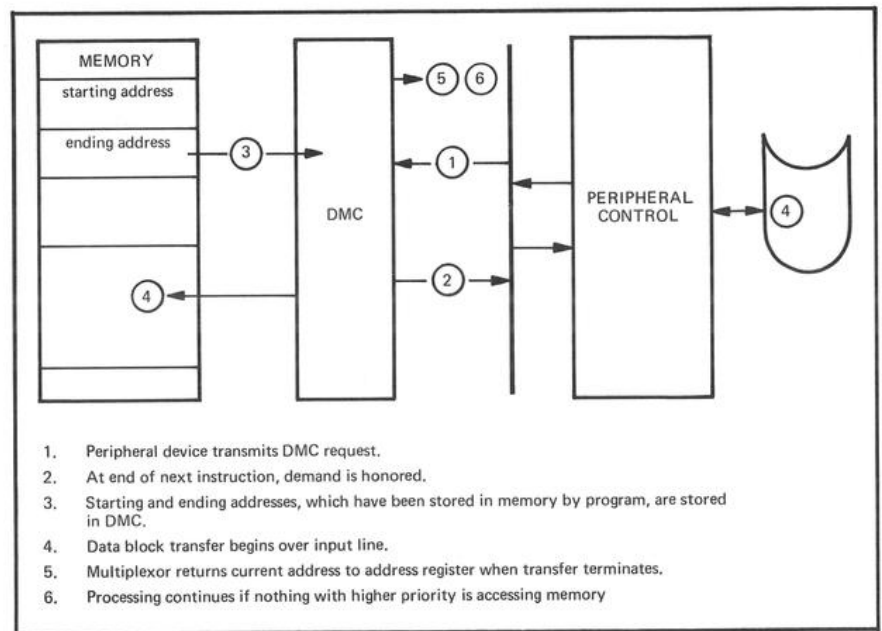 MEMORY
starting address
ending address
3
4
DMC
5 6
1
2
PERIPHERAL
CONTROL
4
1. Peripheral device transmits DMC request.
2. At end of next instruction, demand is honored.
3. Starting and ending addresses, which have been stored in memory by program, are stored
in DMC.
4. Data block transfer begins over input line.
5. Multiplexor returns current address to address register when transfer terminates.
6. Processing continues if nothing with higher priority is accessing memory